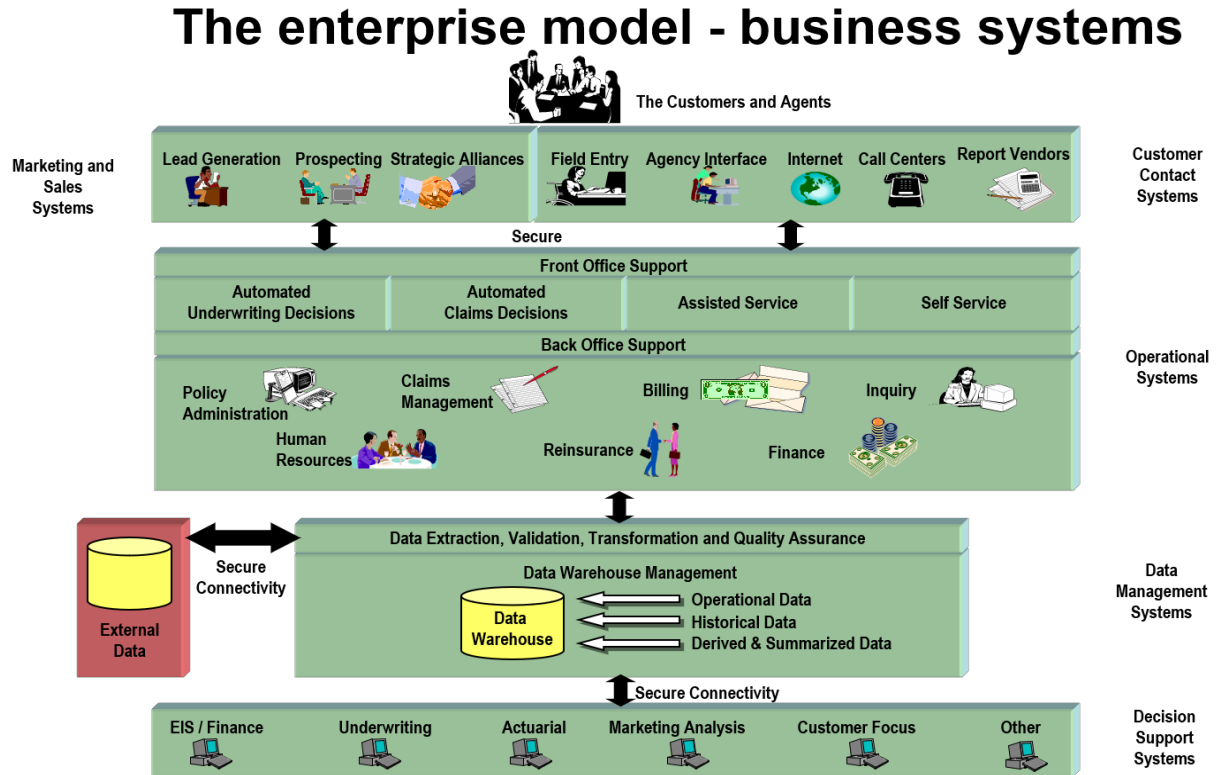 The enterprise model - business systems
The Customers and Agents
Marketing and
Sales
Systems
Lead Generation
Prospecting
Strategic Alliances
Field Entry
Agency Interface
Internet
Call Centers
Report Vendors
Customer
Contact
Systems
Secure
Front Office Support
Automated
Underwriting Decisions
Automated
Claims Decisions
Assisted Service
Self Service
Back Office Support
Policy
Administration
Claims
Management
Billing
Inquiry
Human
Resources
Reinsurance
Finance
Operational
Systems
External
Data
Secure
Connectivity
Data Extraction, Validation, Transformation and Quality Assurance
Data Warehouse Management
Data
Warehouse
Operational Data
Historical Data
Derived & Summarized Data
Data
Management
Systems
Secure Connectivity
EIS / Finance
Underwriting
Actuarial
Marketing Analysis
Customer Focus
Other
Decision
Support
Systems